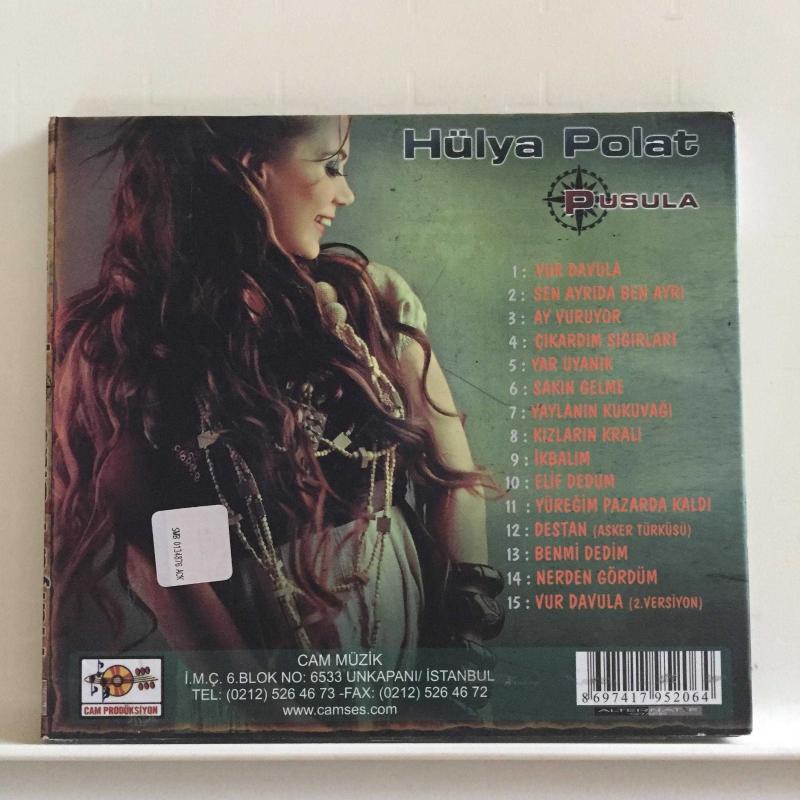 Hülya Polat
PUSULA
1 : VUR DAVULA
2 : SEN AYRIDA BEN AYRI
3 : AY VURUYOR
4 : ÇIKARDIM SIĞIRLARI
5 : YAR UYANIK
6 : SAKIN GELME
7 : YAYLANIN KUKUVAĞI
8 : KIZLARIN KRALI
9 : İKBALIM
10 : ELİF DEDUM
11 : YÜREĞİM PAZARDA KALDI
12 : DESTAN (ASKER TÜRKÜSÜ)
13 : BENMİ DEDİM
14 : NERDEN GÖRDÜM
15 : VUR DAVULA (2.VERSİYON)
SNB 0134876 ACK
CAM PRODÜKSİYON
CAM MÜZİK
İ.M.Ç. 6.BLOK NO: 6533 UNKAPANI/ İSTANBUL
TEL: (0212) 526 46 73 -FAX: (0212) 526 46 72
www.camses.com
8 697417 952064